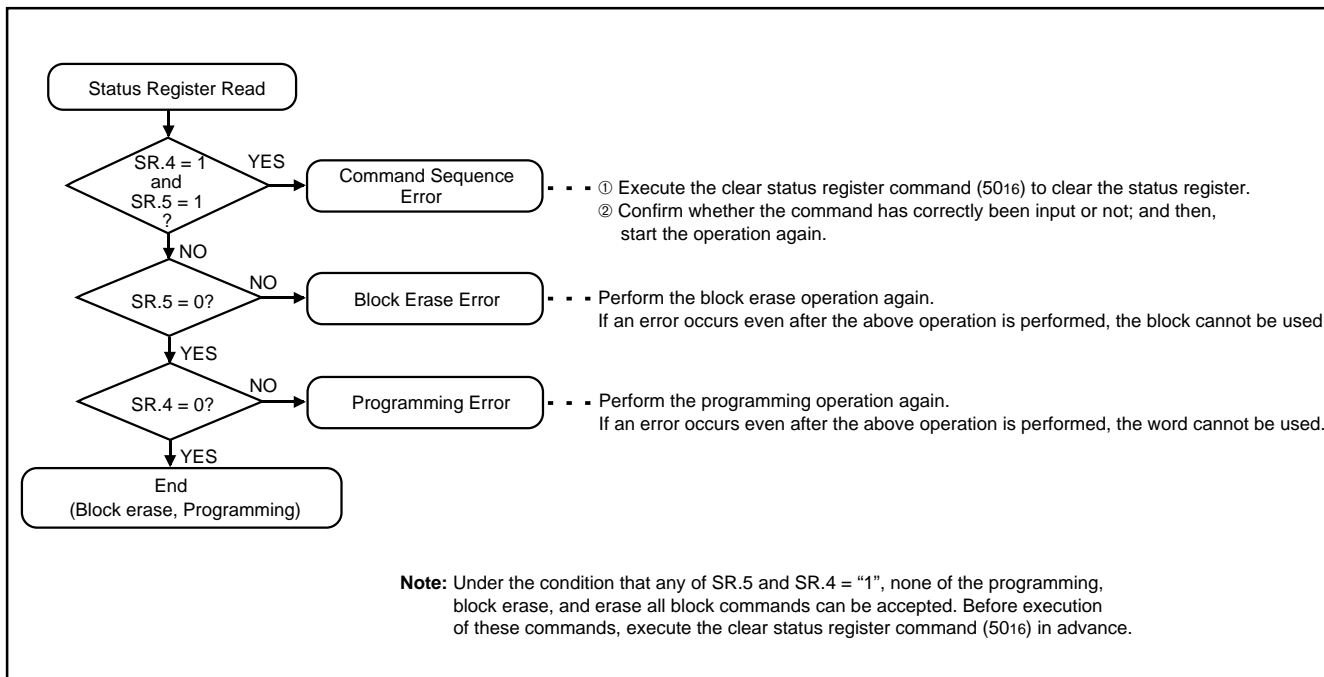 Status Register Read
SR.4 = 1
and
SR.5 = 1
?
YES
Command Sequence
Error
① Execute the clear status register command (5016) to clear the status register.
② Confirm whether the command has correctly been input or not; and then,
start the operation again.
NO
SR.5 = 0?
NO
Block Erase Error
Perform the block erase operation again.
If an error occurs even after the above operation is performed, the block cannot be used
YES
SR.4 = 0?
NO
Programming Error
Perform the programming operation again.
If an error occurs even after the above operation is performed, the word cannot be used.
YES
End
(Block erase, Programming)
Note: Under the condition that any of SR.5 and SR.4 = “1”, none of the programming,
block erase, and erase all block commands can be accepted. Before execution
of these commands, execute the clear status register command (5016) in advance.